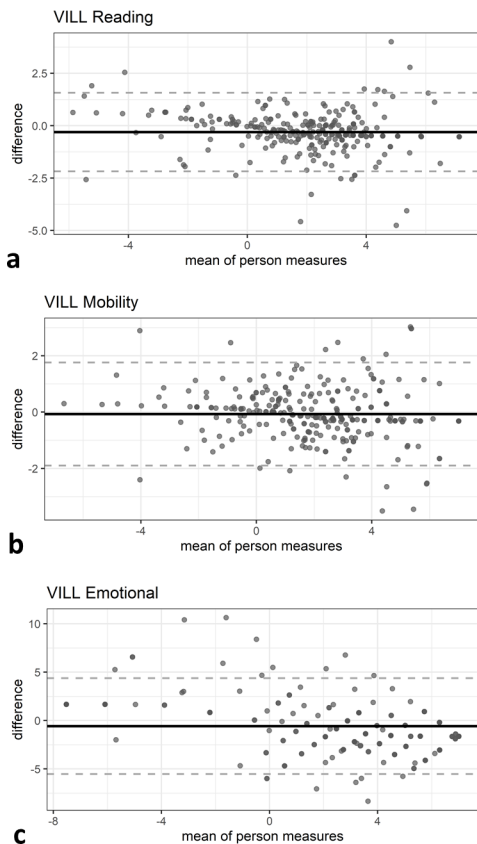 VILL Reading
difference
2.5
0.0
-2.5
-5.0
-4
0
4
mean of person measures
a
VILL Mobility
difference
2
0
-2
-4
0
4
mean of person measures
b
VILL Emotional
difference
10
5
0
-5
-8
-4
0
4
mean of person measures
c